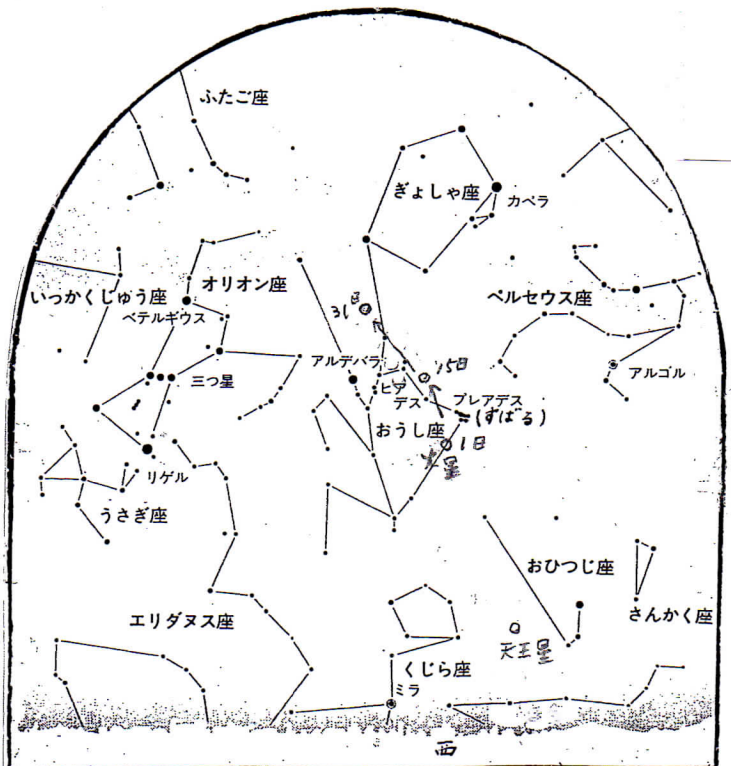 ふたご座
ぎょしゃ座
カペラ
いっかくじゅう座
オリオン座
ベテルギウス
31日
ペルセウス座
アルデバラ
15日
アルゴル
三つ星
ヒア
デス
プレアデス
(すばる)
おうし座
1日
リゲル
うさぎ座
おひつじ座
エリダヌス座
さんかく座
天王星
くじら座
ミラ
西